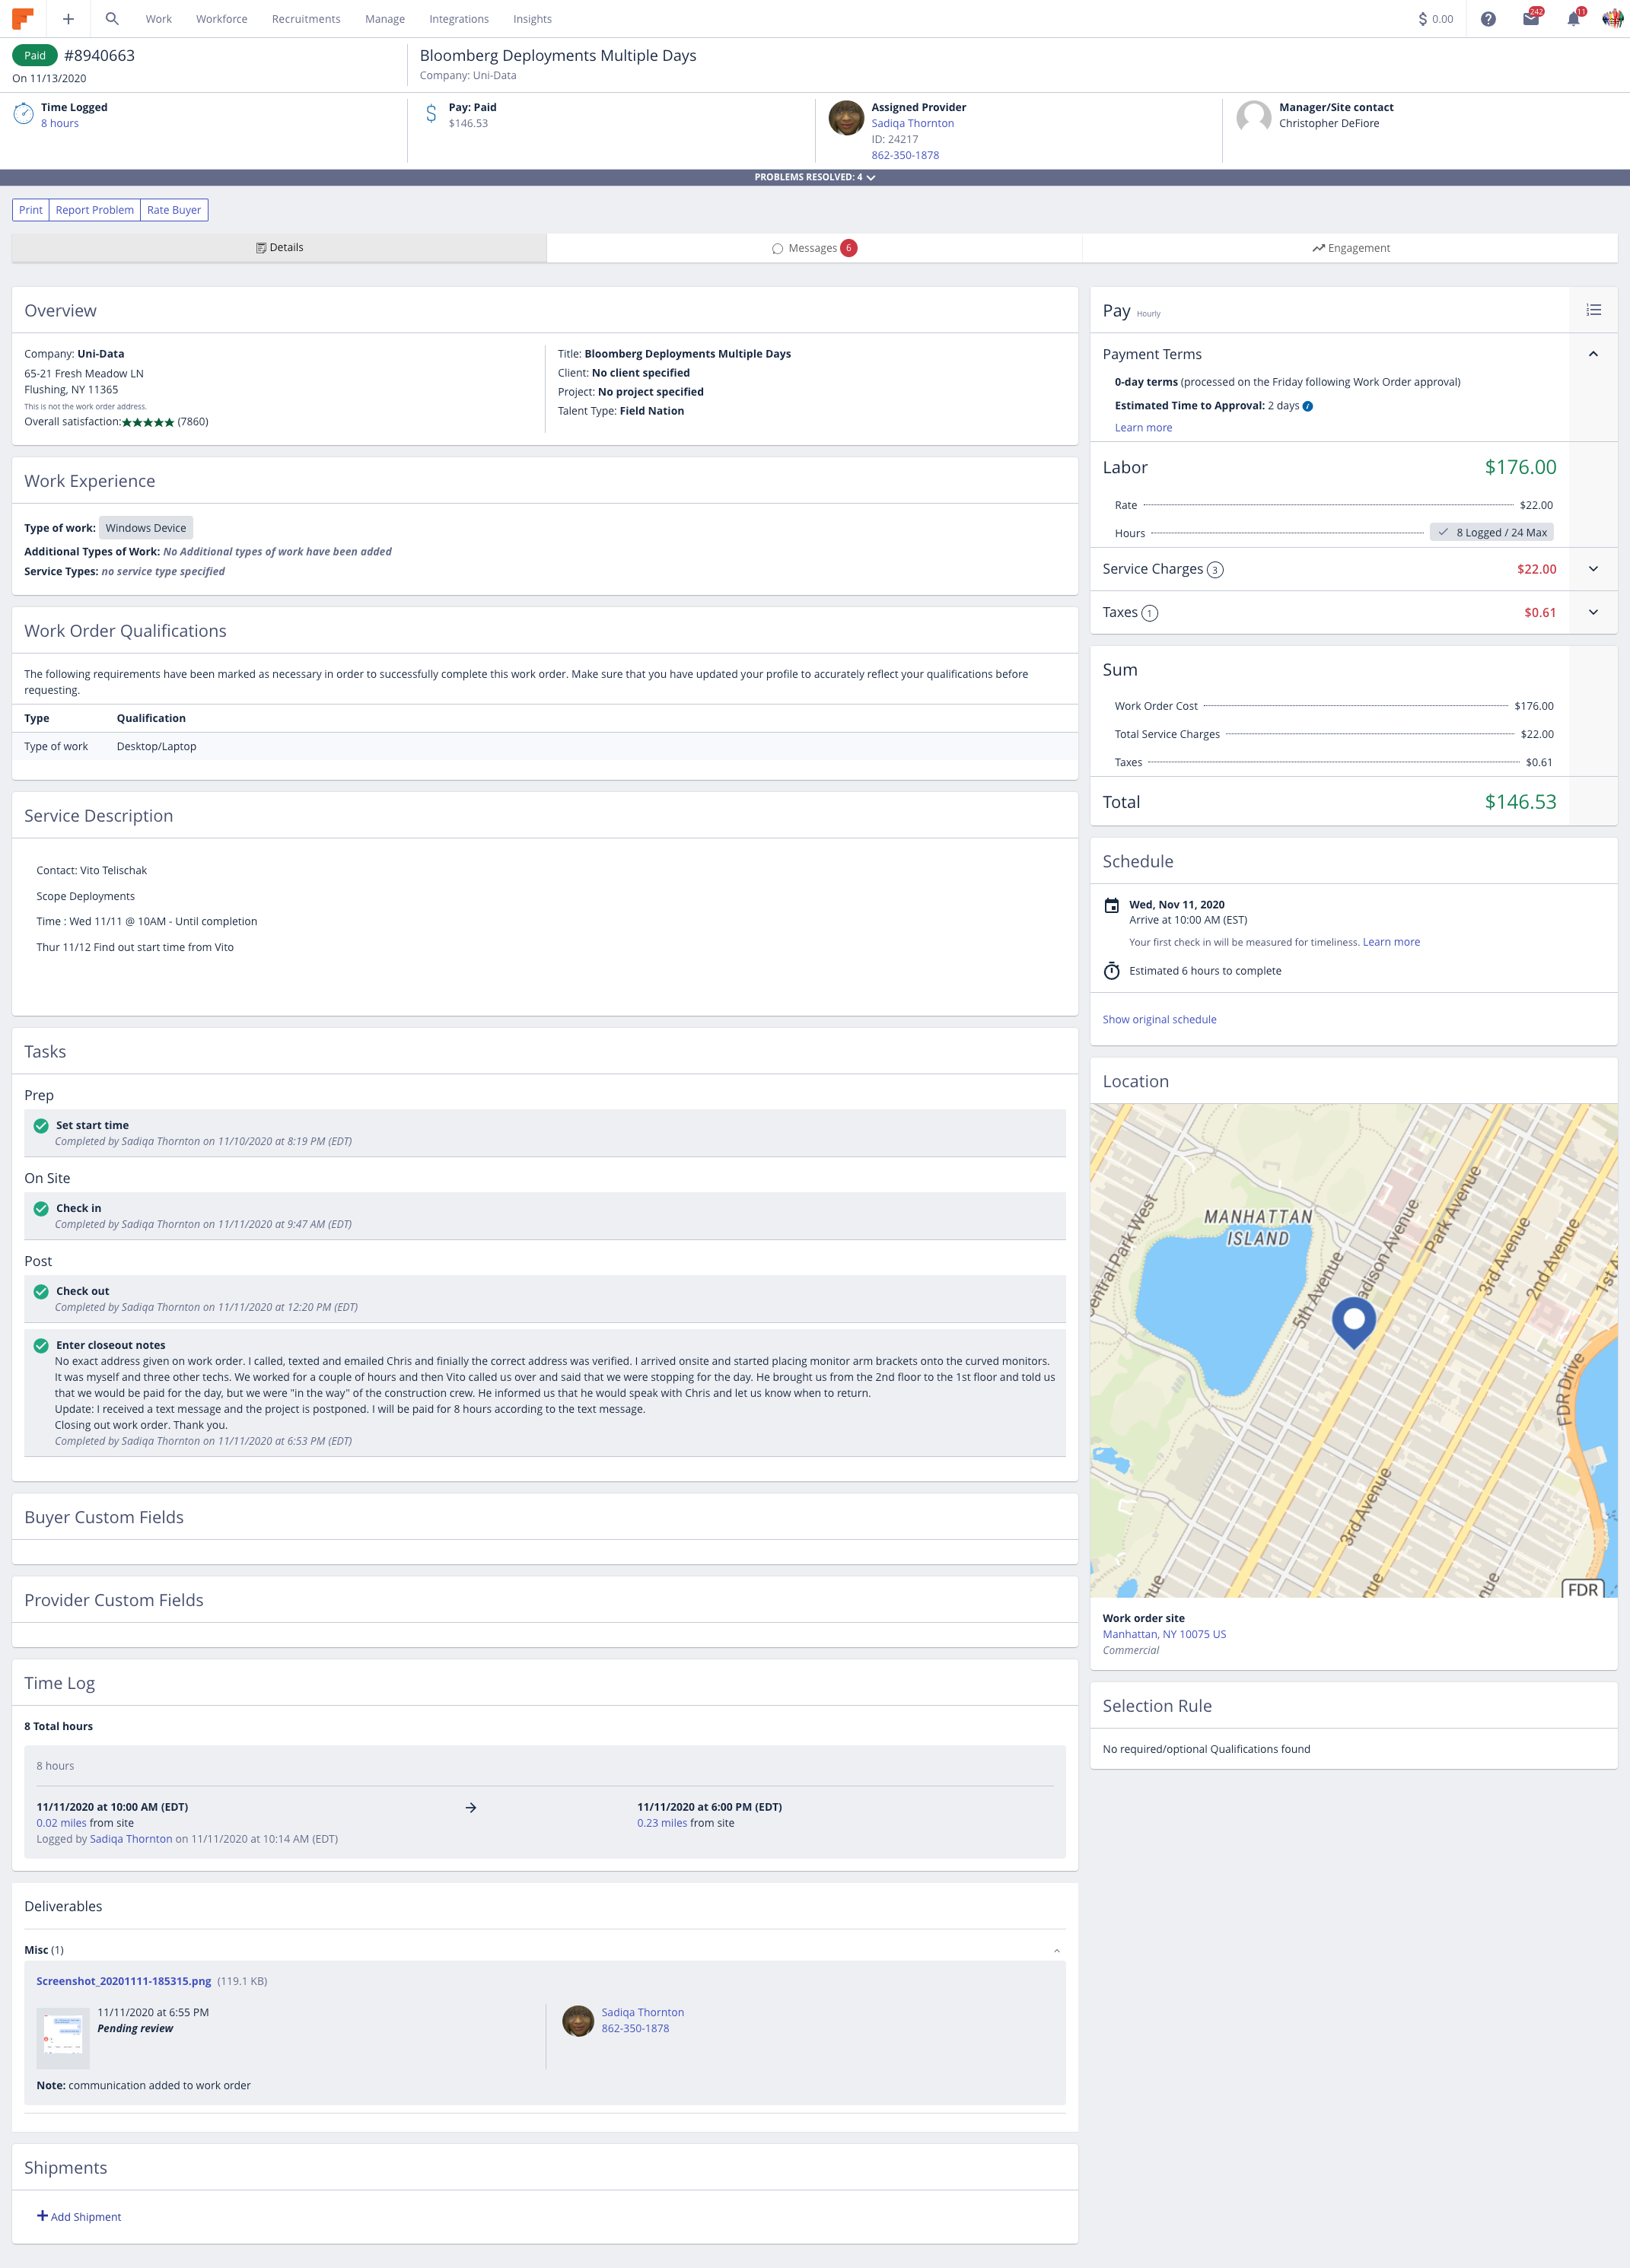 Work
Workforce
Recruitments
Manage
Integrations
Insights
$ 0.00
242
11
Paid #8940663
On 11/13/2020
Bloomberg Deployments Multiple Days
Company: Uni-Data
Time Logged
8 hours
Pay: Paid
$146.53
Assigned Provider
Sadiqa Thornton
ID: 24217
862-350-1878
Manager/Site contact
Christopher DeFiore
PROBLEMS RESOLVED: 4
Print
Report Problem
Rate Buyer
Details
Messages 6
Engagement
Overview
Company: Uni-Data
65-21 Fresh Meadow LN
Flushing, NY 11365
This is not the work order address.
Overall satisfaction:★★★★★ (7860)
Title: Bloomberg Deployments Multiple Days
Client: No client specified
Project: No project specified
Talent Type: Field Nation
Work Experience
Type of work: Windows Device
Additional Types of Work: No Additional types of work have been added
Service Types: no service type specified
Work Order Qualifications
The following requirements have been marked as necessary in order to successfully complete this work order. Make sure that you have updated your profile to accurately reflect your qualifications before
requesting.
Type Qualification
Type of work Desktop/Laptop
Service Description
Contact: Vito Telischak
Scope Deployments
Time : Wed 11/11 @ 10AM - Until completion
Thur 11/12 Find out start time from Vito
Tasks
Prep
Set start time
Completed by Sadiqa Thornton on 11/10/2020 at 8:19 PM (EDT)
On Site
Check in
Completed by Sadiqa Thornton on 11/11/2020 at 9:47 AM (EDT)
Post
Check out
Completed by Sadiqa Thornton on 11/11/2020 at 12:20 PM (EDT)
Enter closeout notes
No exact address given on work order. I called, texted and emailed Chris and finially the correct address was verified. I arrived onsite and started placing monitor arm brackets onto the curved monitors.
It was myself and three other techs. We worked for a couple of hours and then Vito called us over and said that we were stopping for the day. He brought us from the 2nd floor to the 1st floor and told us
that we would be paid for the day, but we were "in the way" of the construction crew. He informed us that he would speak with Chris and let us know when to return.
Update: I received a text message and the project is postponed. I will be paid for 8 hours according to the text message.
Closing out work order. Thank you.
Completed by Sadiqa Thornton on 11/11/2020 at 6:53 PM (EDT)
Buyer Custom Fields
Provider Custom Fields
Time Log
8 Total hours
8 hours
11/11/2020 at 10:00 AM (EDT)
0.02 miles from site
Logged by Sadiqa Thornton on 11/11/2020 at 10:14 AM (EDT)
11/11/2020 at 6:00 PM (EDT)
0.23 miles from site
Deliverables
Misc (1)
Screenshot_20201111-185315.png (119.1 KB)
11/11/2020 at 6:55 PM
Pending review
Sadiqa Thornton
862-350-1878
Note: communication added to work order
Shipments
+ Add Shipment
Pay Hourly
Payment Terms
0-day terms (processed on the Friday following Work Order approval)
Estimated Time to Approval: 2 days
Learn more
Labor $176.00
Rate $22.00
Hours 8 Logged / 24 Max
Service Charges 3 $22.00
Taxes 1 $0.61
Sum
Work Order Cost $176.00
Total Service Charges $22.00
Taxes $0.61
Total $146.53
Schedule
Wed, Nov 11, 2020
Arrive at 10:00 AM (EST)
Your first check in will be measured for timeliness. Learn more
Estimated 6 hours to complete
Show original schedule
Location
MANHATTAN
ISLAND
entral Park West
5th Avenue
adison Avenue
Park Avenue
3rd Avenue
2nd Avenue
1st A
FDR Drive
3rd Avenue
nue
nue
nue
FDR
Work order site
Manhattan, NY 10075 US
Commercial
Selection Rule
No required/optional Qualifications found